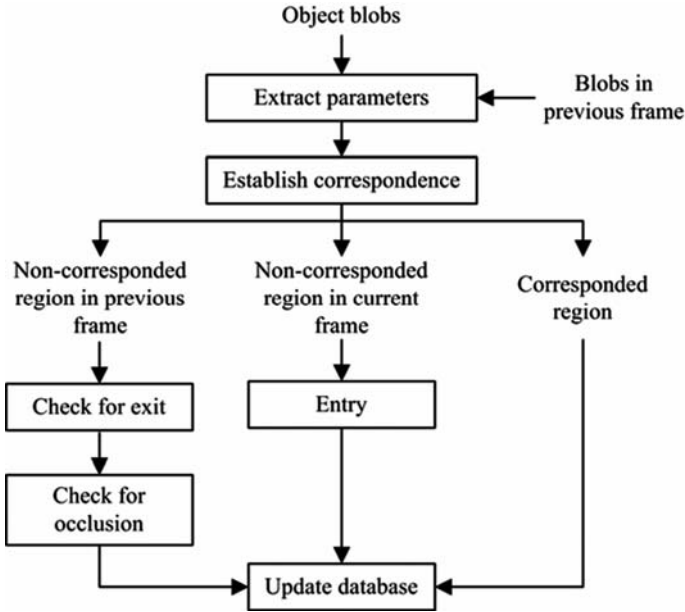 Object blobs
Extract parameters
Blobs in
previous frame
Establish correspondence
Non-corresponded
region in previous
frame
Non-corresponded
region in current
frame
Corresponded
region
Check for exit
Entry
Check for
occlusion
Update database